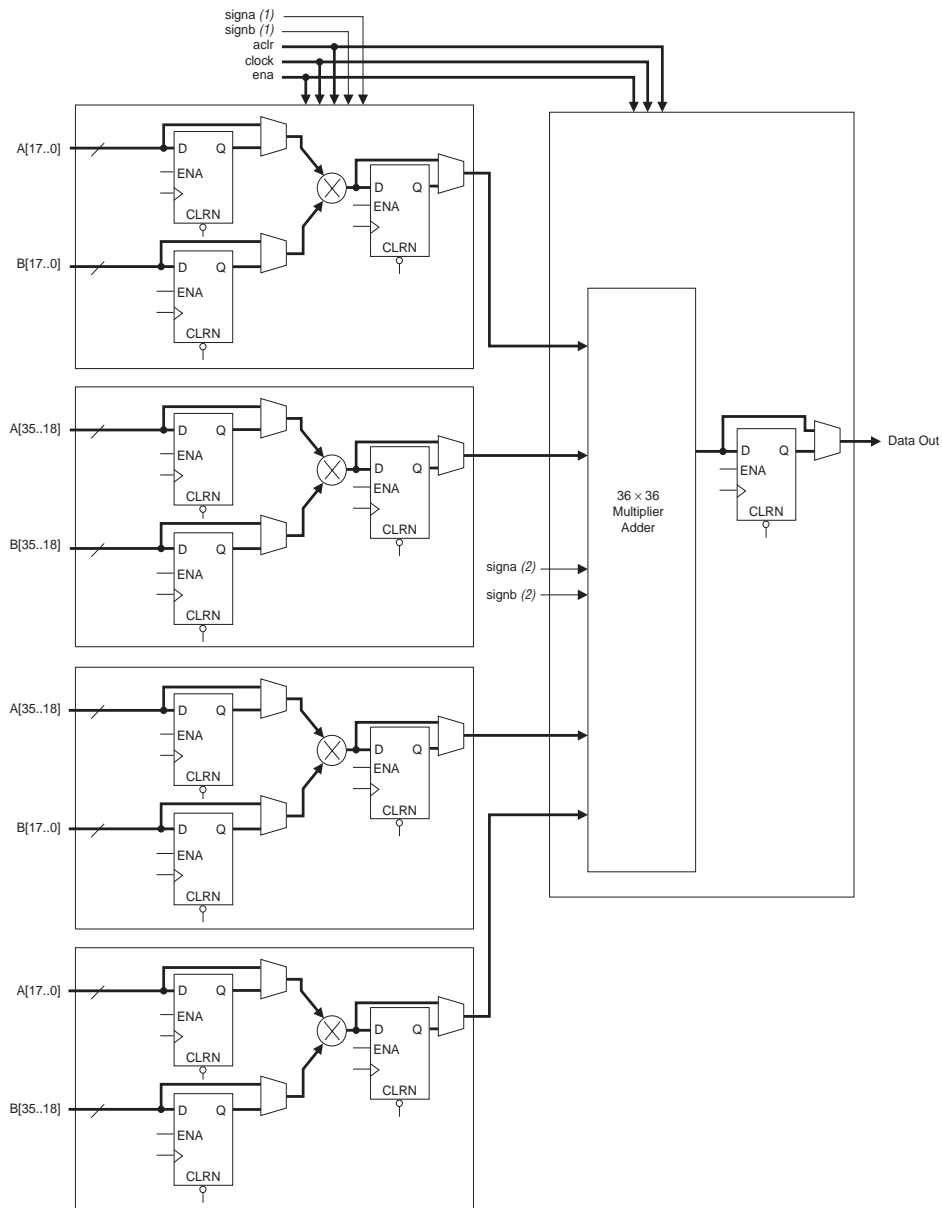 signa (1)
signb (1)
aclr
clock
ena
A[17..0]
D Q
ENA
CLRN
D Q
ENA
CLRN
B[17..0]
D Q
ENA
CLRN
A[35..18]
D Q
ENA
CLRN
D Q
ENA
CLRN
B[35..18]
D Q
ENA
CLRN
36 × 36
Multiplier
Adder
signa (2)
signb (2)
D Q
ENA
CLRN
Data Out
A[35..18]
D Q
ENA
CLRN
D Q
ENA
CLRN
B[17..0]
D Q
ENA
CLRN
A[17..0]
D Q
ENA
CLRN
D Q
ENA
CLRN
B[35..18]
D Q
ENA
CLRN